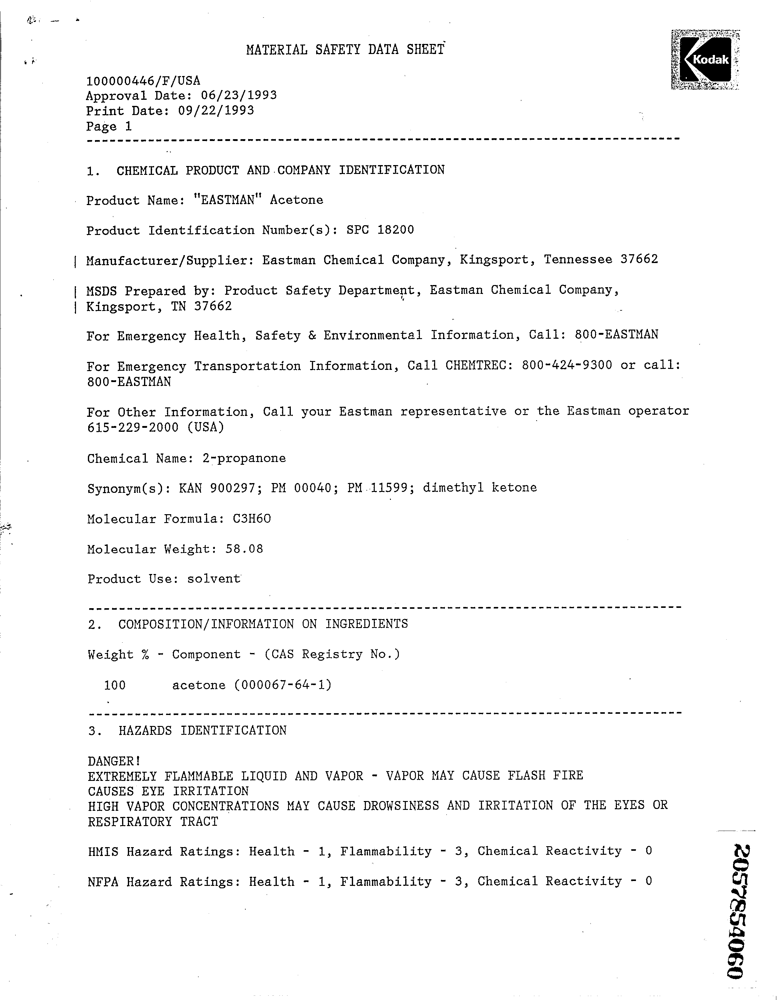 MATERIAL SAFETY DATA SHEET
Kodak
100000446/F/USA
Approval Date: 06/23/1993
Print Date: 09/22/1993
Page 1
1. CHEMICAL PRODUCT AND COMPANY IDENTIFICATION
Product Name: "EASTMAN" Acetone
Product Identification Number(s): SPC 18200
| Manufacturer/Supplier: Eastman Chemical Company, Kingsport, Tennessee 37662
| MSDS Prepared by: Product Safety Department, Eastman Chemical Company,
| Kingsport, TN 37662
For Emergency Health, Safety & Environmental Information, Call: 800-EASTMAN
For Emergency Transportation Information, Call CHEMTREC: 800-424-9300 or call:
800-EASTMAN
For Other Information, Call your Eastman representative or the Eastman operator
615-229-2000 (USA)
Chemical Name: 2-propanone
Synonym(s): KAN 900297; PM 00040; PM 11599; dimethyl ketone
Molecular Formula: C3H6O
Molecular Weight: 58.08
Product Use: solvent
2. COMPOSITION/INFORMATION ON INGREDIENTS
Weight % - Component - (CAS Registry No.)
100 acetone (000067-64-1)
3. HAZARDS IDENTIFICATION
DANGER!
EXTREMELY FLAMMABLE LIQUID AND VAPOR - VAPOR MAY CAUSE FLASH FIRE
CAUSES EYE IRRITATION
HIGH VAPOR CONCENTRATIONS MAY CAUSE DROWSINESS AND IRRITATION OF THE EYES OR
RESPIRATORY TRACT
HMIS Hazard Ratings: Health - 1, Flammability - 3, Chemical Reactivity - 0
NFPA Hazard Ratings: Health - 1, Flammability - 3, Chemical Reactivity - 0
2057854060